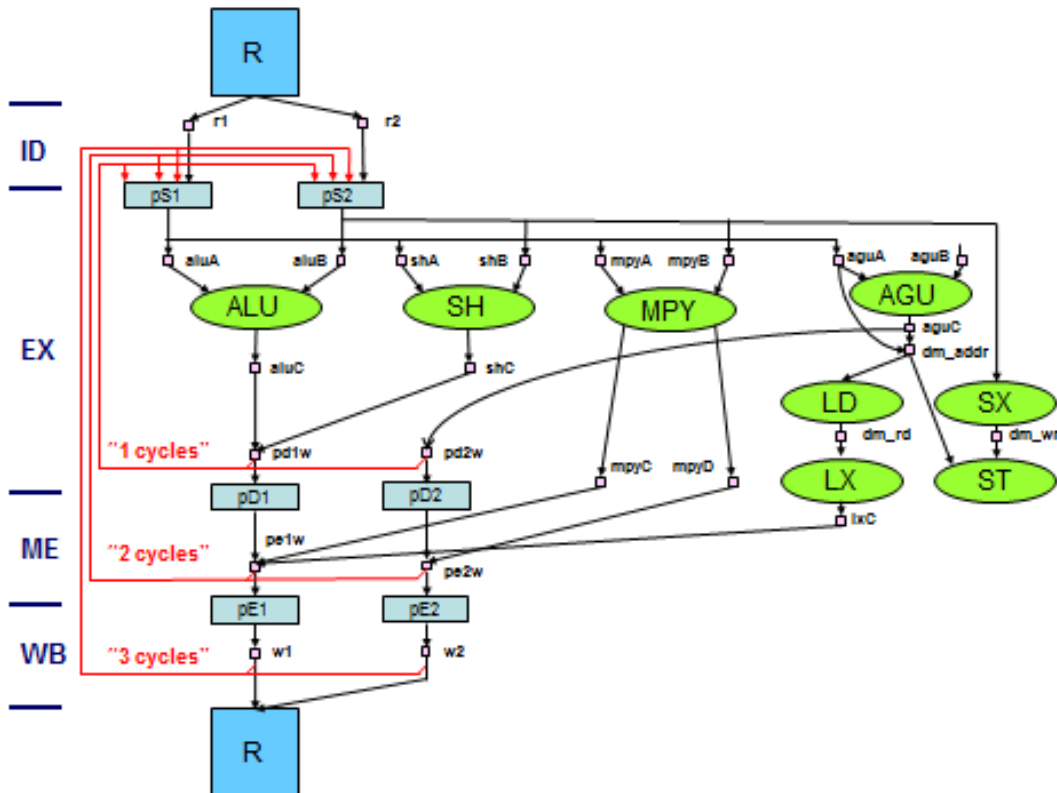 R
r1
r2
ID
pS1
pS2
aluA
aluB
shA
shB
mpyA
mpyB
aguA
aguB
ALU
SH
MPY
AGU
aguC
EX
dm_addr
aluC
shC
LD
SX
"1 cycles"
pd1w
pd2w
dm_rd
dm_wr
mpyC
mpyD
LX
ST
pD1
pD2
lxC
ME
"2 cycles"
pe1w
pe2w
pE1
pE2
WB
"3 cycles"
w1
w2
R